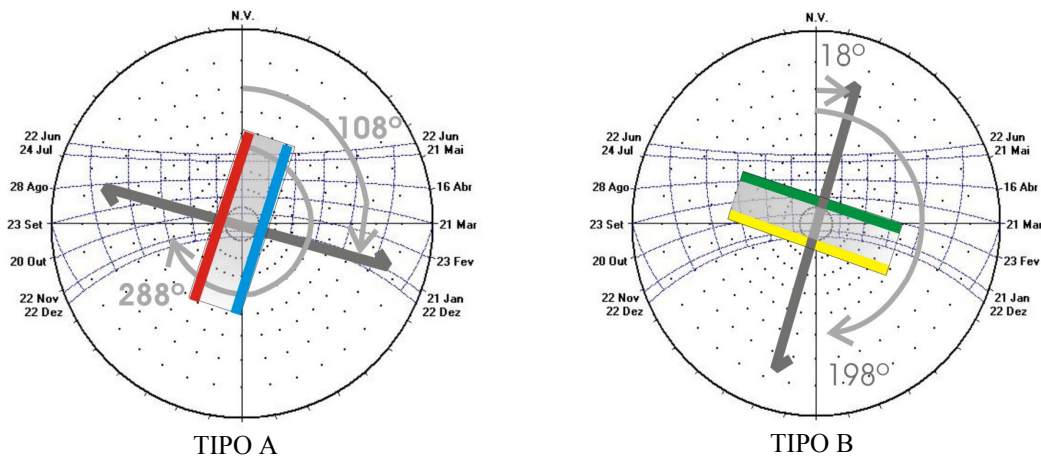 N.V.
108°
22 Jun
24 Jul
28 Ago
23 Set
20 Out
22 Nov
22 Dez
22 Jun
21 Mai
16 Abr
21 Mar
23 Fev
21 Jan
22 Dez
288°
TIPO A
N.V.
18°
22 Jun
24 Jul
28 Ago
23 Set
20 Out
22 Nov
22 Dez
22 Jun
21 Mai
16 Abr
21 Mar
23 Fev
21 Jan
22 Dez
198°
TIPO B